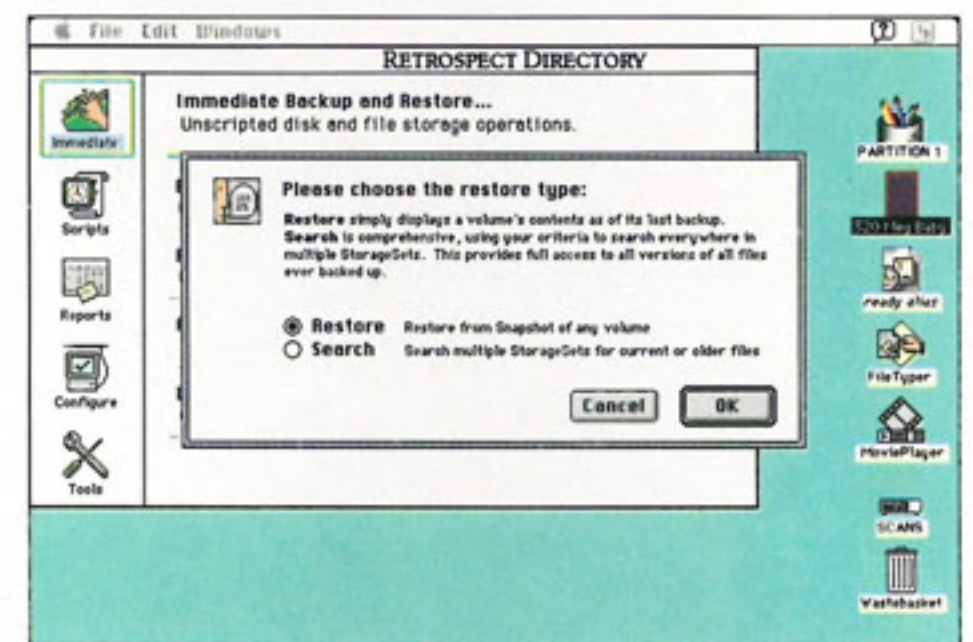 File Edit Windows
RETROSPECT DIRECTORY
Immediate
Scripts
Reports
Configure
Tools
Immediate Backup and Restore...
Unscripted disk and file storage operations.
Please choose the restore type:
Restore simply displays a volume's contents as of its last backup.
Search is comprehensive, using your criteria to search everywhere in
multiple StorageSets. This provides full access to all versions of all files
ever backed up.
Restore Restore from Snapshot of any volume
Search Search multiple StorageSets for current or older files
Cancel OK
PARTITION 1
520 Meg Baby
ready alias
FileTyper
MoviePlayer
SCANS
Wastebasket